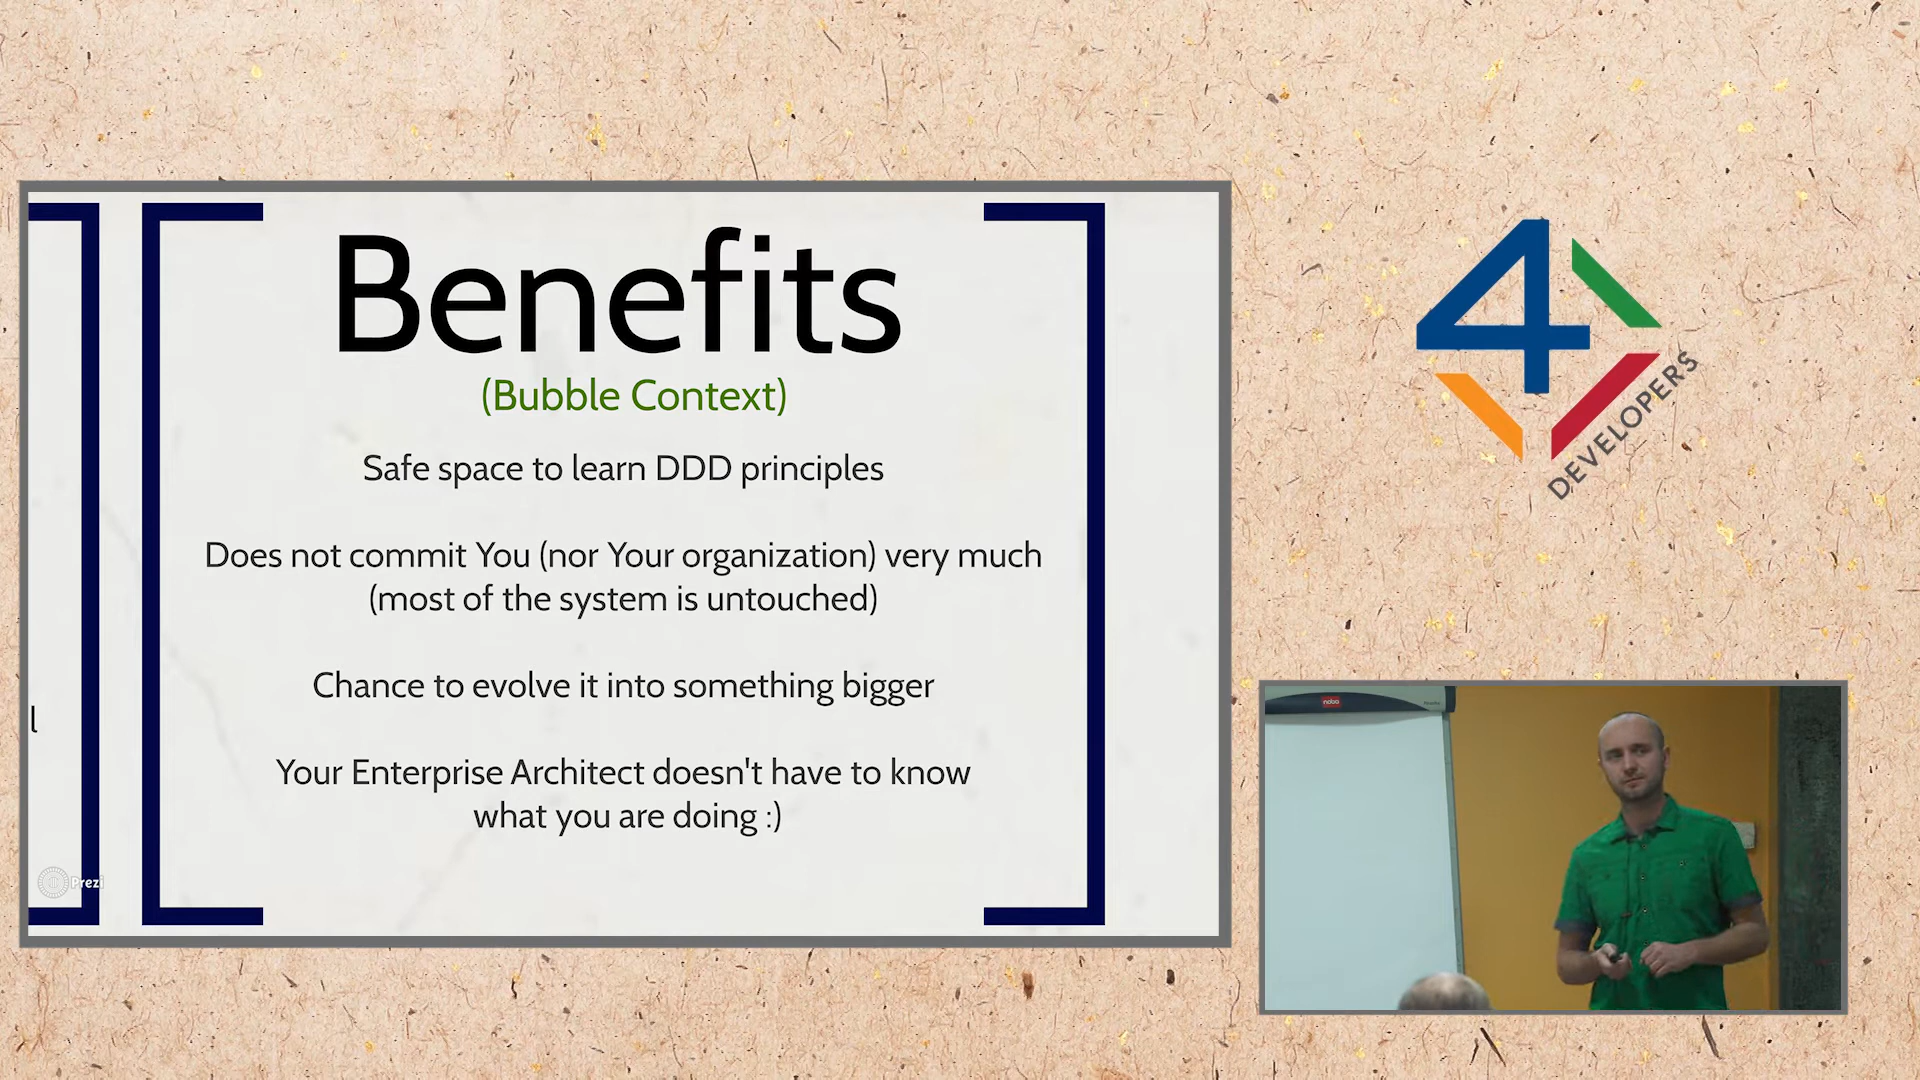 Benefits
(Bubble Context)
Safe space to learn DDD principles
Does not commit You (nor Your organization) very much
(most of the system is untouched)
Chance to evolve it into something bigger
Your Enterprise Architect doesn't have to know
what you are doing :)
l
Prezi
4
DEVELOPERS
nobo